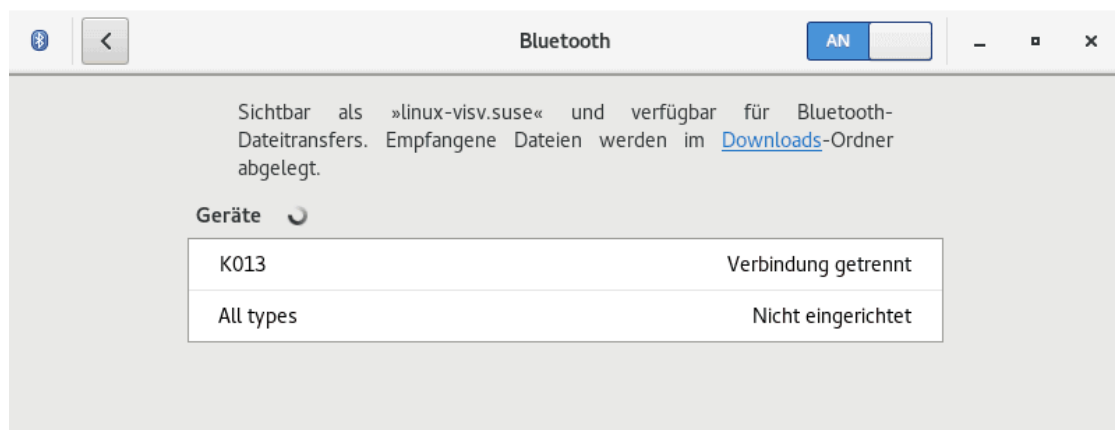 Bluetooth
AN
Sichtbar als »linux-visv.suse« und verfügbar für Bluetooth-
Dateitransfers. Empfangene Dateien werden im Downloads-Ordner
abgelegt.
Geräte
K013 Verbindung getrennt
All types Nicht eingerichtet